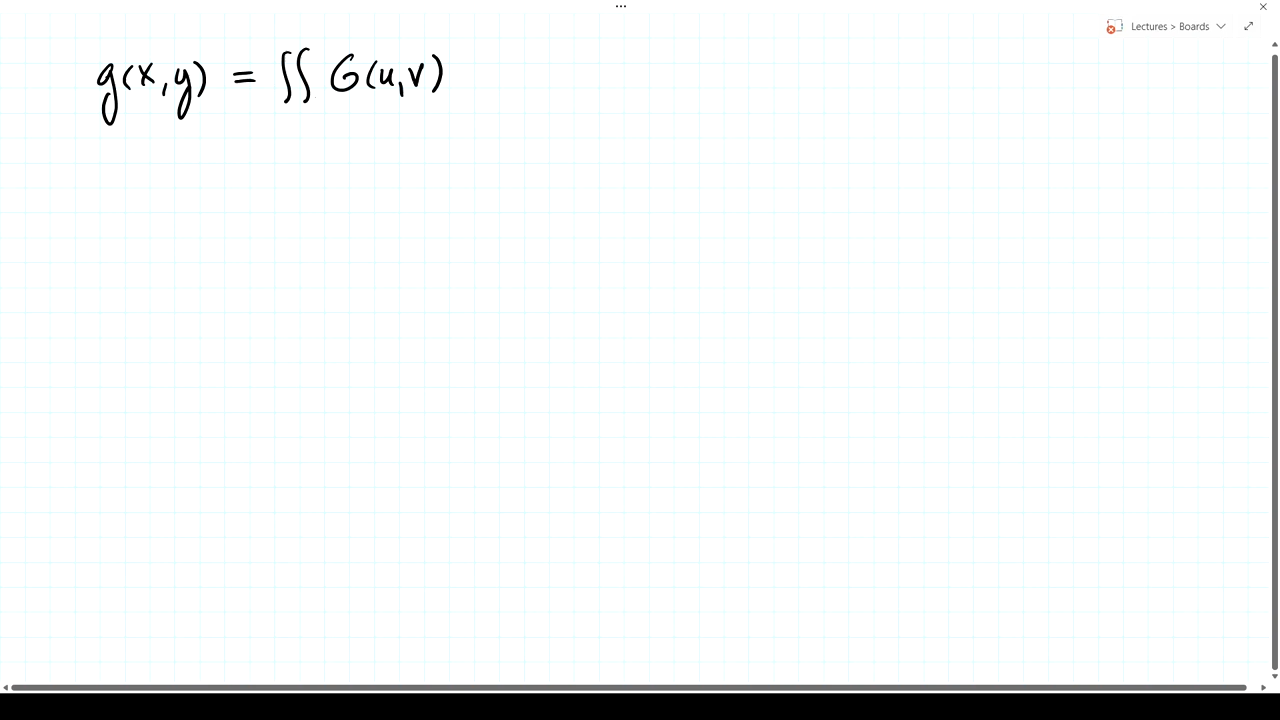 Lectures > Boards
g(x,y) = ∬ G(u,v)